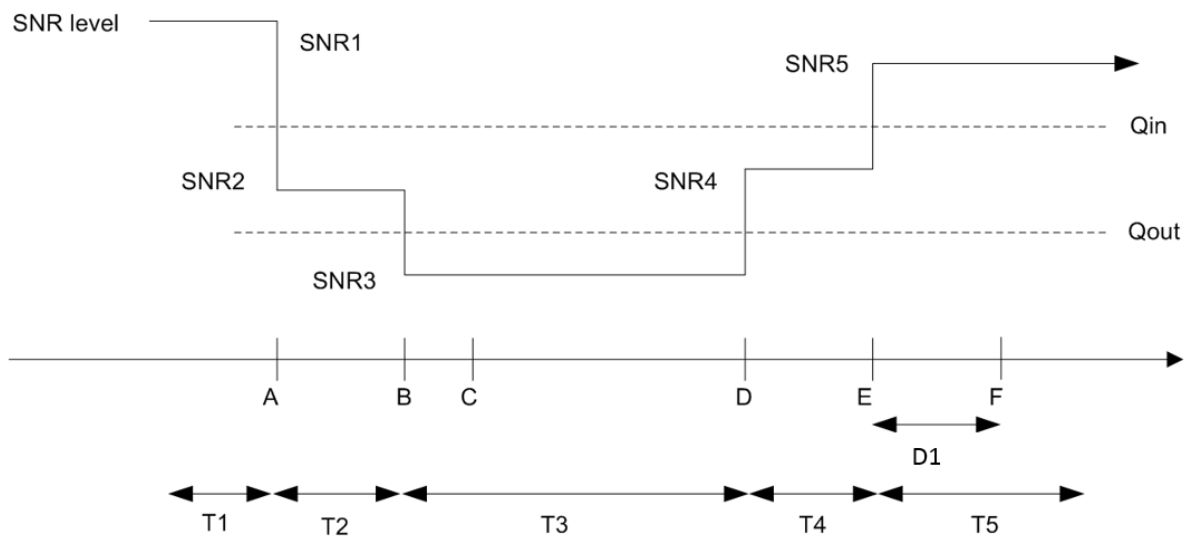 SNR level
SNR1
SNR5
Qin
SNR2
SNR4
Qout
SNR3
A
B
C
D
E
F
D1
T1
T2
T3
T4
T5